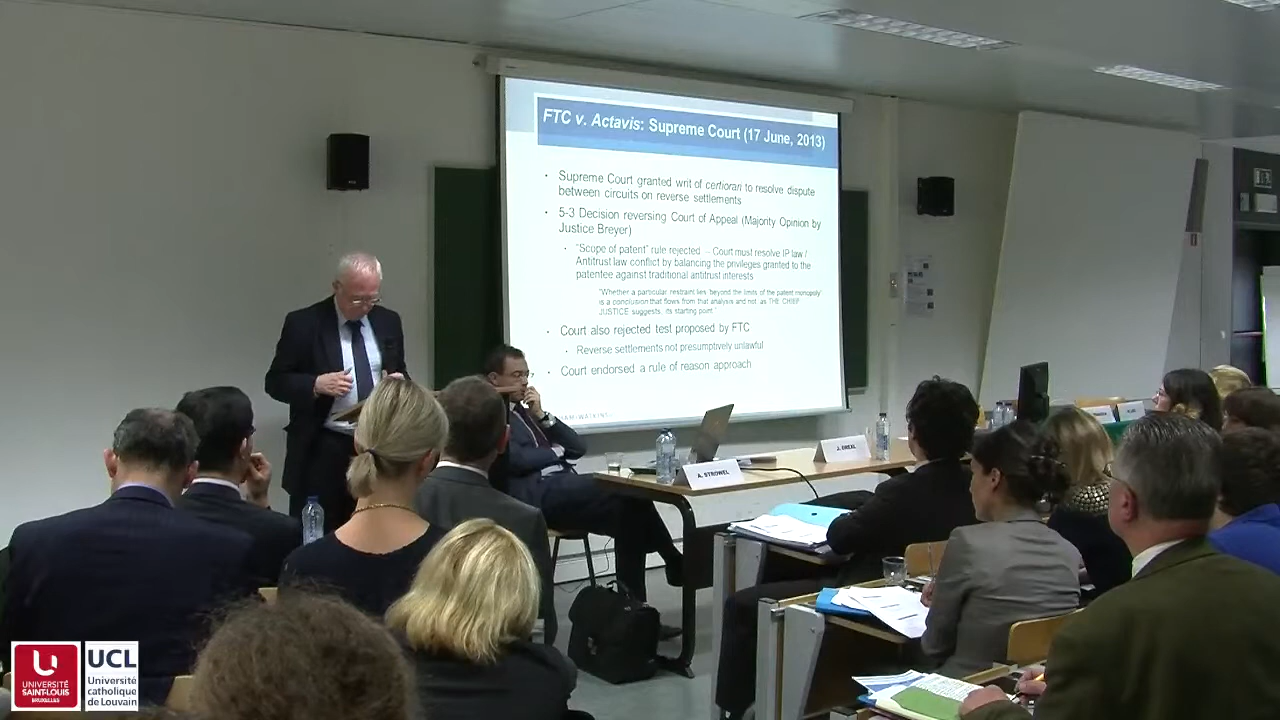 FTC v. Actavis: Supreme Court (17 June, 2013)
• Supreme Court granted writ of certiorari to resolve dispute
between circuits on reverse settlements
• 5-3 Decision reversing Court of Appeal (Majority Opinion by
Justice Breyer)
• "Scope of patent" rule rejected – Court must resolve IP law /
Antitrust law conflict by balancing the privileges granted to the
patentee against traditional antitrust interests
"Whether a particular restraint lies 'beyond the limits of the patent monopoly'
is a conclusion that flows from that analysis and not, as THE CHIEF
JUSTICE suggests, its starting point."
• Court also rejected test proposed by FTC
• Reverse settlements not presumptively unlawful
• Court endorsed a rule of reason approach
A. STROWEL
J. DREXL
U
UNIVERSITÉ
SAINT-LOUIS
BRUXELLES
UCL
Université
catholique
de Louvain